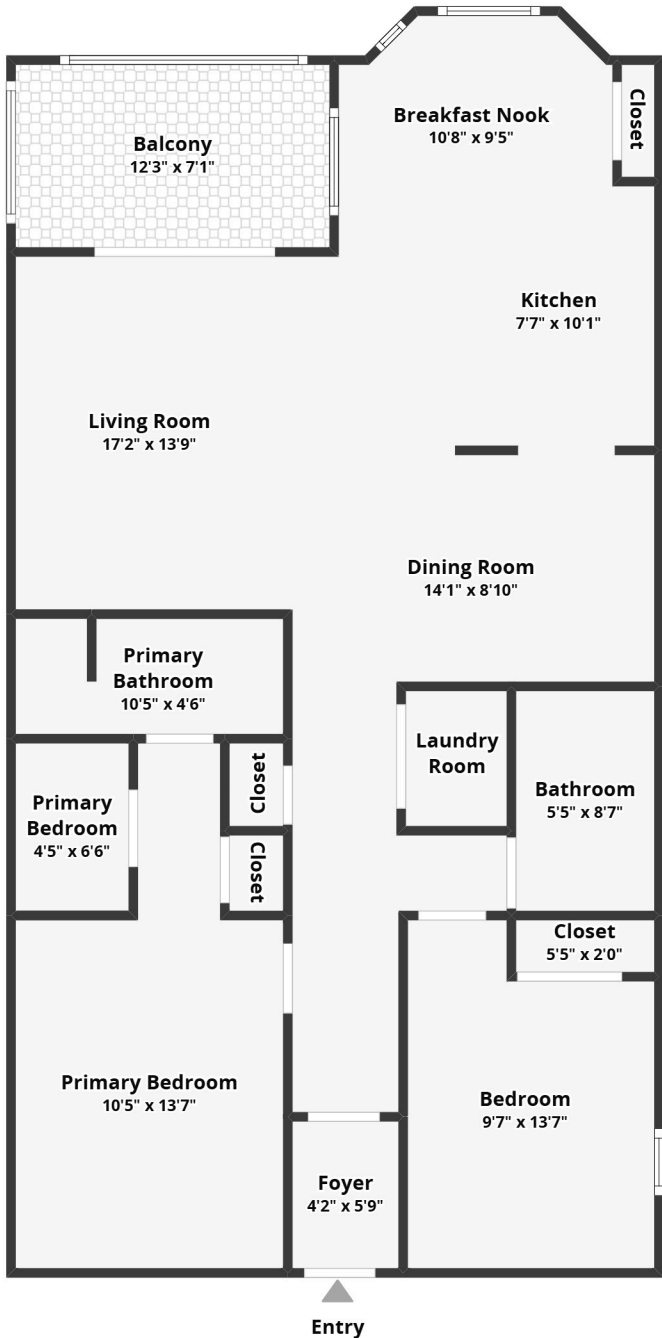 Balcony
12'3" x 7'1"
Breakfast Nook
10'8" x 9'5"
Closet
Kitchen
7'7" x 10'1"
Living Room
17'2" x 13'9"
Dining Room
14'1" x 8'10"
Primary
Bathroom
10'5" x 4'6"
Laundry
Room
Closet
Primary
Bedroom
4'5" x 6'6"
Bathroom
5'5" x 8'7"
Closet
Closet
5'5" x 2'0"
Primary Bedroom
10'5" x 13'7"
Bedroom
9'7" x 13'7"
Foyer
4'2" x 5'9"
Entry